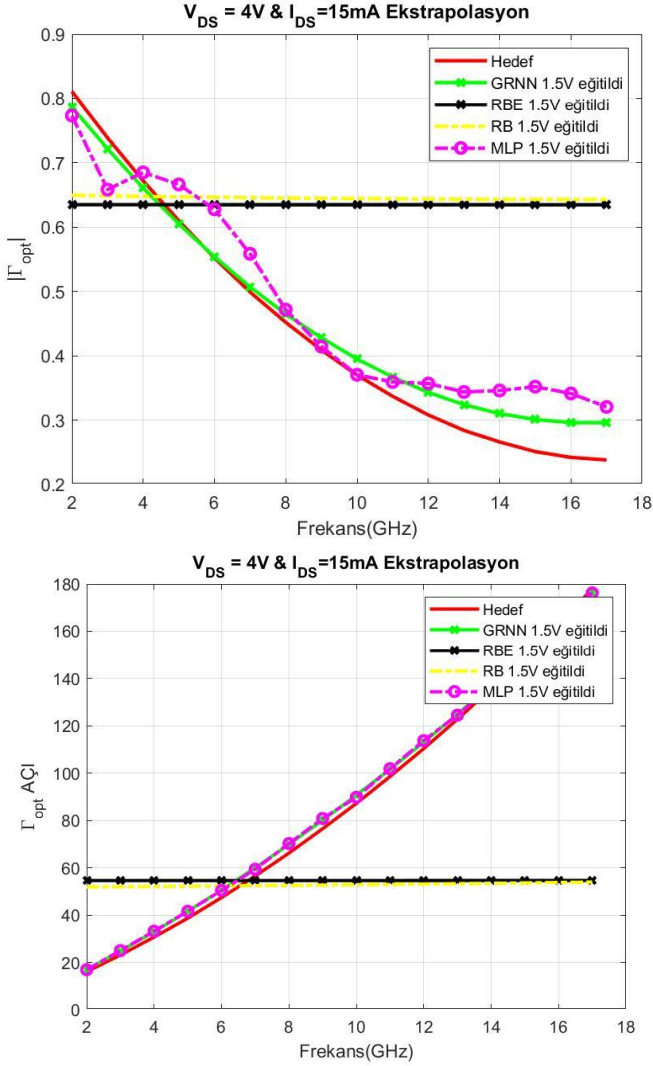 V_DS = 4V & I_DS=15mA Ekstrapolasyon
0.9
0.8
0.7
0.6
0.5
0.4
0.3
0.2
|Γ_opt|
Hedef
GRNN 1.5V eğitildi
RBE 1.5V eğitildi
RB 1.5V eğitildi
MLP 1.5V eğitildi
2 4 6 8 10 12 14 16 18
Frekans(GHz)
V_DS = 4V & I_DS=15mA Ekstrapolasyon
180
160
140
120
100
80
60
40
20
0
Γ_opt AÇI
Hedef
GRNN 1.5V eğitildi
RBE 1.5V eğitildi
RB 1.5V eğitildi
MLP 1.5V eğitildi
2 4 6 8 10 12 14 16 18
Frekans(GHz)